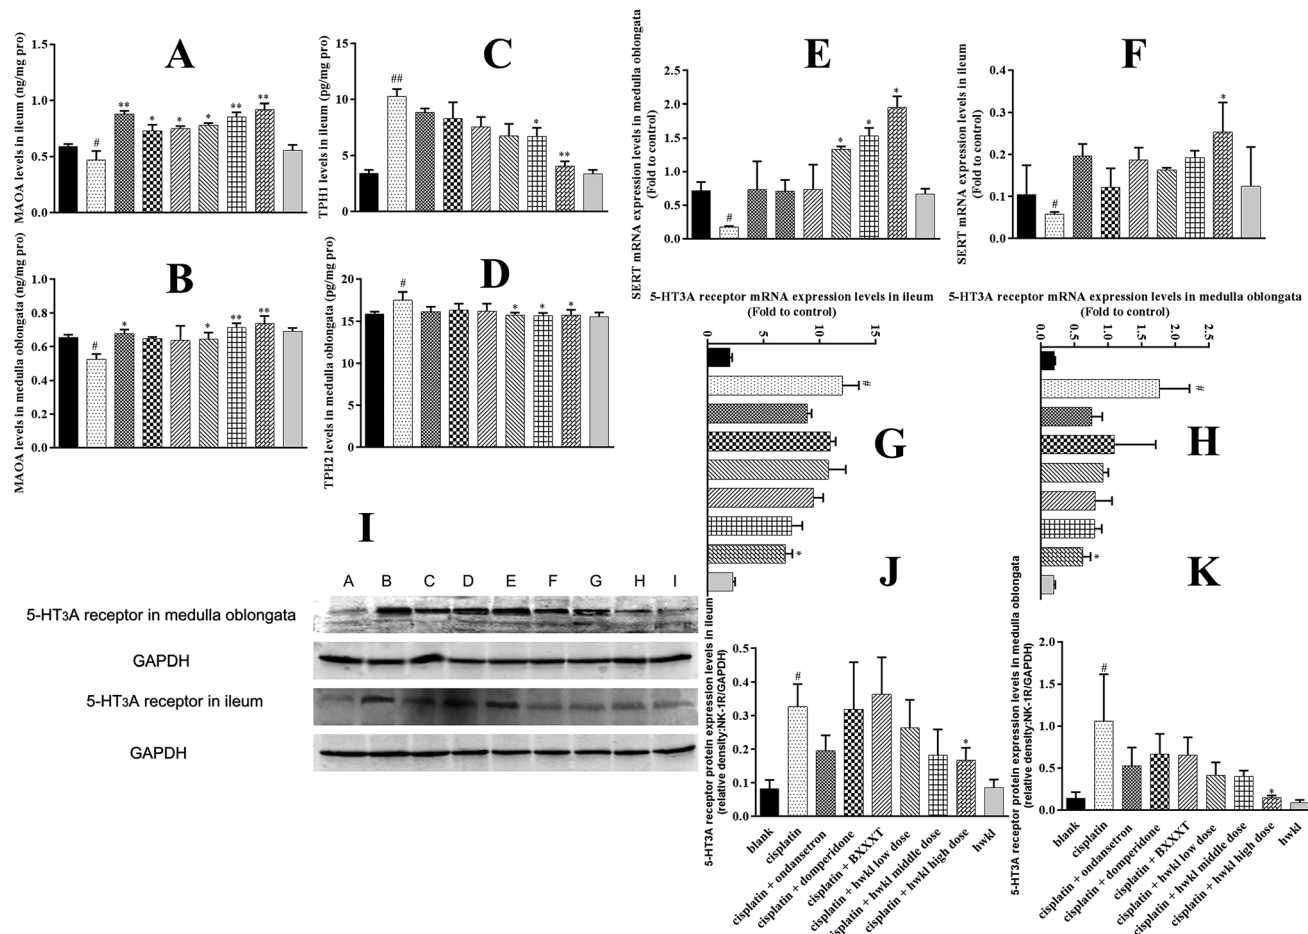 A
MAOA levels in ileum (ng/mg pro)
1.5
1.0
0.5
0.0
#
**
*
*
*
**
**
C
TPH1 levels in ileum (pg/mg pro)
15
10
5
0
##
*
**
E
SERT mRNA expression levels in medulla oblongata
(Fold to control)
2.5
2.0
1.5
1.0
0.5
0.0
#
*
*
*
F
SERT mRNA expression levels in ileum
(Fold to control)
0.4
0.3
0.2
0.1
0.0
#
*
B
MAOA levels in medulla oblongata (ng/mg pro)
1.0
0.8
0.6
0.4
0.2
0.0
#
*
*
**
**
D
TPH2 levels in medulla oblongata (pg/mg pro)
20
15
10
5
0
#
*
*
*
5-HT3A receptor mRNA expression levels in ileum
(Fold to control)
0
5
10
15
#
*
G
5-HT3A receptor mRNA expression levels in medulla oblongata
(Fold to control)
0.0
0.5
1.0
1.5
2.0
2.5
#
*
H
I
A B C D E F G H I
5-HT3A receptor in medulla oblongata
GAPDH
5-HT3A receptor in ileum
GAPDH
J
5-HT3A receptor protein expression levels in ileum
(relative density:NK-1R/GAPDH)
0.5
0.4
0.3
0.2
0.1
0.0
#
*
blank
cisplatin
cisplatin + ondansetron
cisplatin + domperidone
cisplatin + BXXXT
cisplatin + hwkl low dose
cisplatin + hwkl middle dose
cisplatin + hwkl high dose
hwkl
K
5-HT3A receptor protein expression levels in medulla oblongata
(relative density:NK-1R/GAPDH)
2.0
1.5
1.0
0.5
0.0
#
*
blank
cisplatin
cisplatin + ondansetron
cisplatin + domperidone
cisplatin + BXXXT
cisplatin + hwkl low dose
cisplatin + hwkl middle dose
cisplatin + hwkl high dose
hwkl